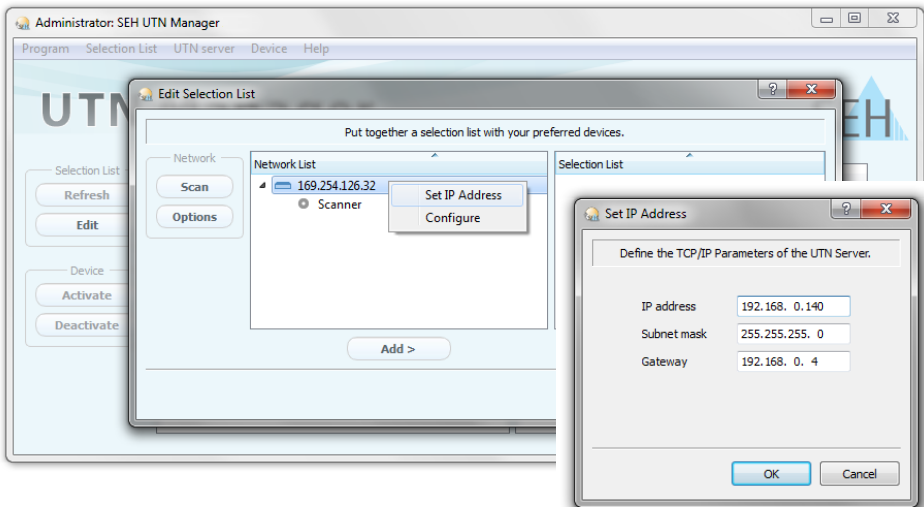 Administrator: SEH UTN Manager
Program Selection List UTN server Device Help
UTN
SEH
Selection List
Refresh
Edit
Device
Activate
Deactivate
Edit Selection List
Put together a selection list with your preferred devices.
Network
Scan
Options
Network List
169.254.126.32
Scanner
Set IP Address
Configure
Selection List
Add >
Set IP Address
Define the TCP/IP Parameters of the UTN Server.
IP address 192.168. 0.140
Subnet mask 255.255.255. 0
Gateway 192.168. 0. 4
OK Cancel